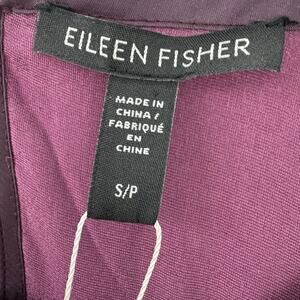 EILEEN FISHER
MADE IN
CHINA /
FABRIQUÉ
EN
CHINE
S/P